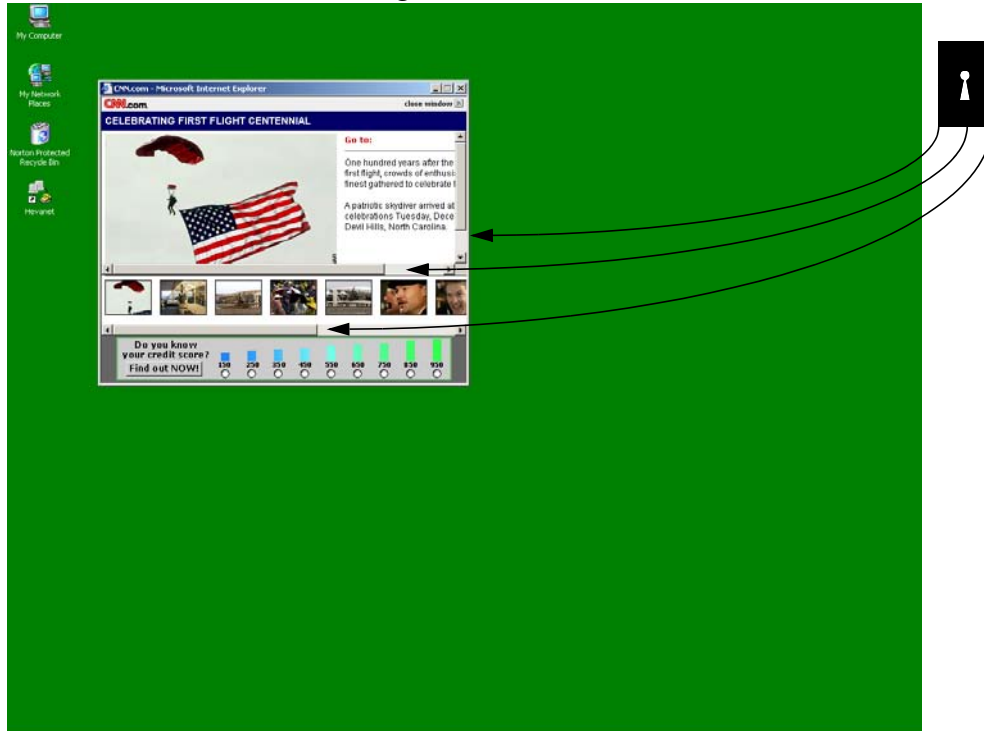 My Computer
My Network
Places
Norton Protected
Recycle Bin
Hevanet
CNN.com - Microsoft Internet Explorer
CNN.com
close window
CELEBRATING FIRST FLIGHT CENTENNIAL
Go to:
One hundred years after the
first flight, crowds of enthusi
finest gathered to celebrate t
A patriotic skydiver arrived at
celebrations Tuesday, Dece
Devil Hills, North Carolina.
Do you know
your credit score?
Find out NOW!
150 250 350 450 550 650 750 850 950